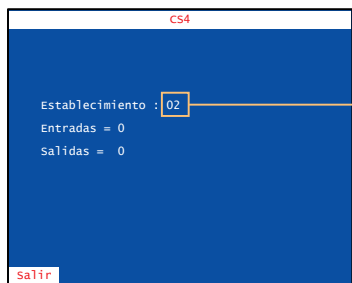 CS4
Establecimiento : 02
Entradas = 0
Salidas = 0
Salir